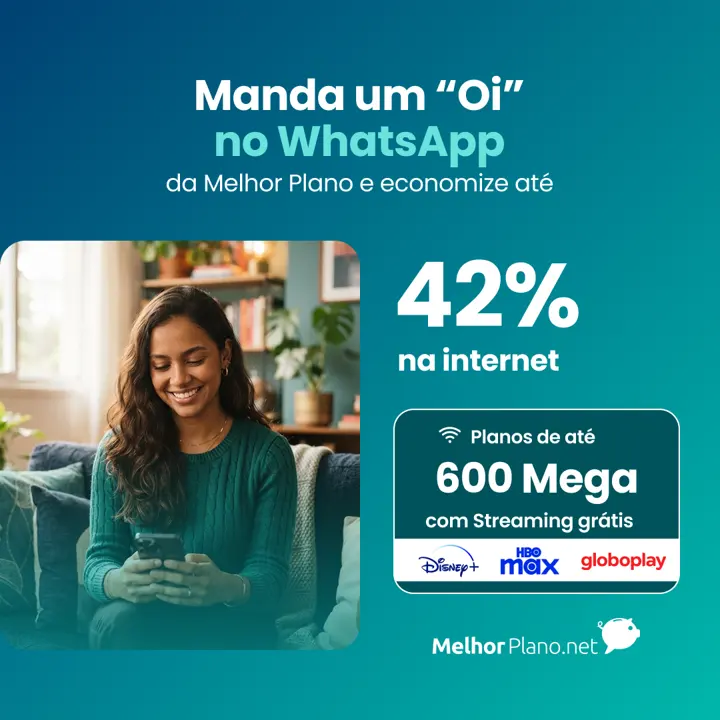 Manda um “Oi”
no WhatsApp
da Melhor Plano e economize até
42%
na internet
Planos de até
600 Mega
com Streaming grátis
Disney+
HBO
max
globoplay
MelhorPlano.net